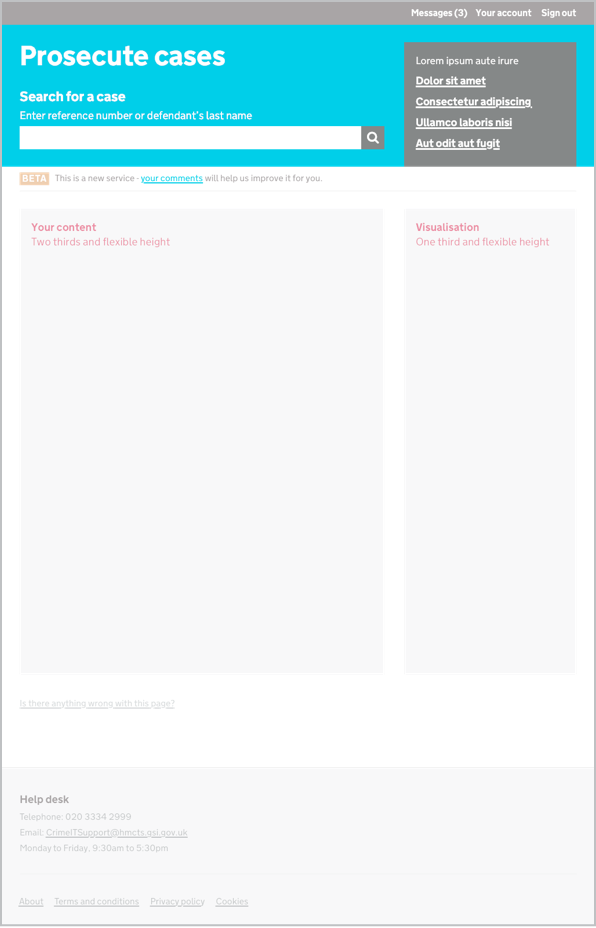 Messages (3) Your account Sign out
Prosecute cases
Search for a case
Enter reference number or defendant's last name
Lorem ipsum aute irure
Dolor sit amet
Consectetur adipiscing
Ullamco laboris nisi
Aut odit aut fugit
BETA This is a new service - your comments will help us improve it for you.
Your content
Two thirds and flexible height
Visualisation
One third and flexible height
Is there anything wrong with this page?
Help desk
Telephone: 020 3334 2999
Email: CrimeITSupport@hmcts.gsi.gov.uk
Monday to Friday, 9:30am to 5:30pm
About Terms and conditions Privacy policy Cookies